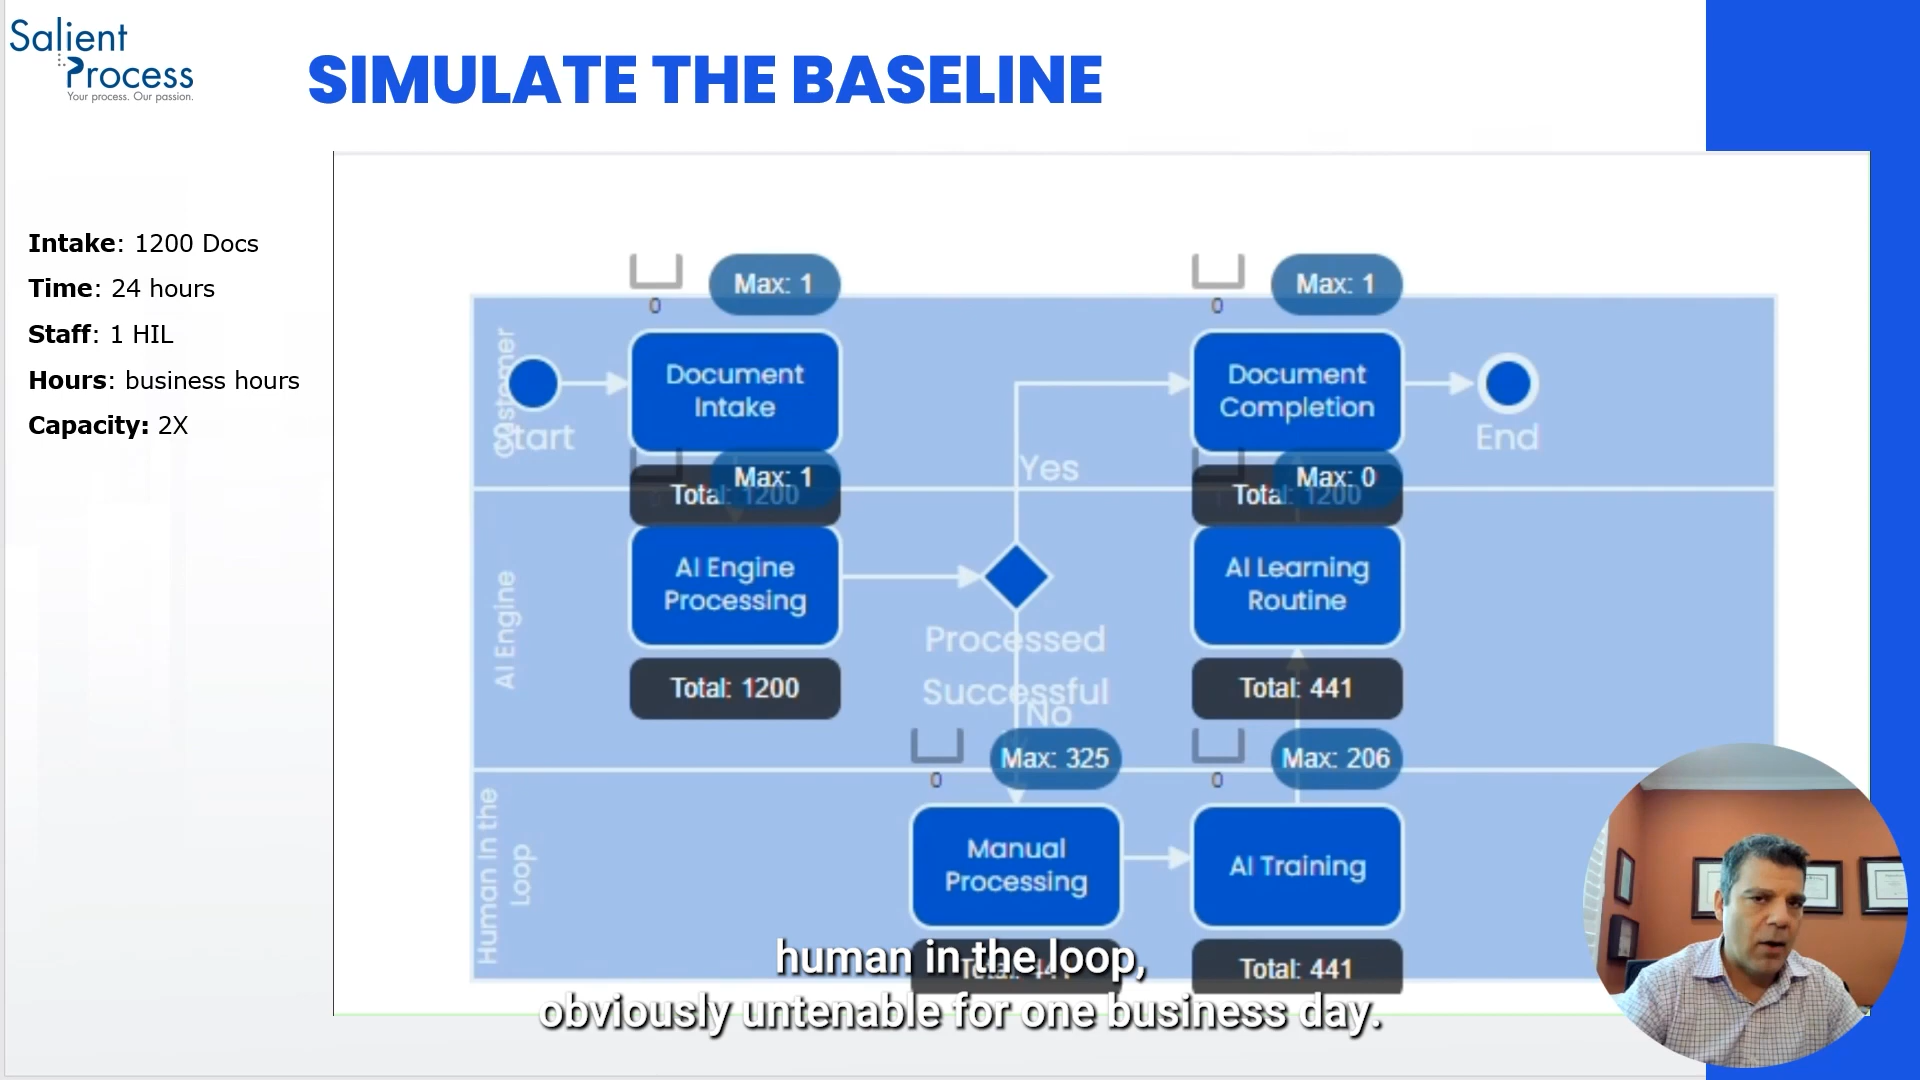 Salient
Process
Your process. Our passion.
SIMULATE THE BASELINE
Intake: 1200 Docs
Time: 24 hours
Staff: 1 HIL
Hours: business hours
Capacity: 2X
0
Max: 1
0
Max: 1
Customer
Start
Document
Intake
Document
Completion
End
Yes
Total: 1200
Max: 1
Total: 1200
Max: 0
AI Engine
AI Engine
Processing
AI Learning
Routine
Processed
Successful
No
Total: 1200
Total: 441
0
Max: 325
0
Max: 206
Human In the
Loop
Manual
Processing
AI Training
Total: 441
Total: 441
human in the loop,
obviously untenable for one business day.